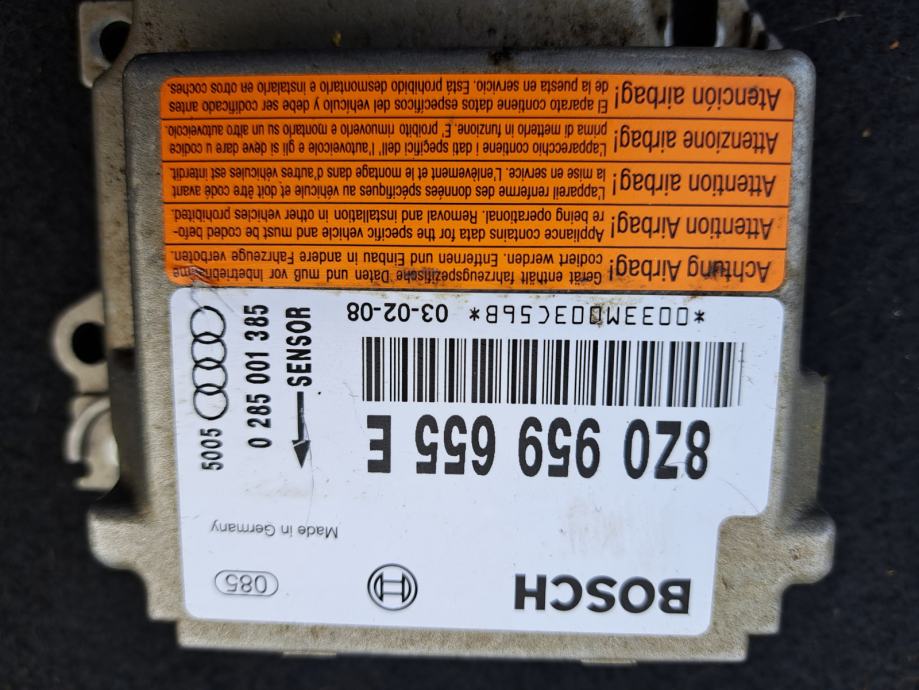 BOSCH
085
Made in Germany
8Z0 959 655 E
*0033M003C56B* 03-02-08
SENSOR
0 285 001 385
5005
Achtung Airbag! Gerät enthält fahrzeugspezifische Daten und muß vor Inbetriebnahme
codiert werden. Entfernen und Einbau in andere Fahrzeuge verboten.
Attention Airbag! Appliance contains data for the specific vehicle and must be coded befo-
re being operational. Removal and installation in other vehicles prohibited.
Attention airbag! L'appareil renferme des données spécifiques au véhicule et doit être codé avant
la mise en service. L'enlèvement et le montage dans d'autres véhicules est interdit.
Attenzione airbag! L'apparecchio contiene i dati specifici dell' l'autoveicolo e gli e si deve dare u codica
prima di metterlo in funzione. E' proibito rimuoverlo e montarlo su un altro autoveicolo.
Atención airbag! El aparato contiene datos específicos del vehículo y debe ser codificado antes
de la puesta en servicio. Está prohibido desmontarlo e instalarlo en otros coches.